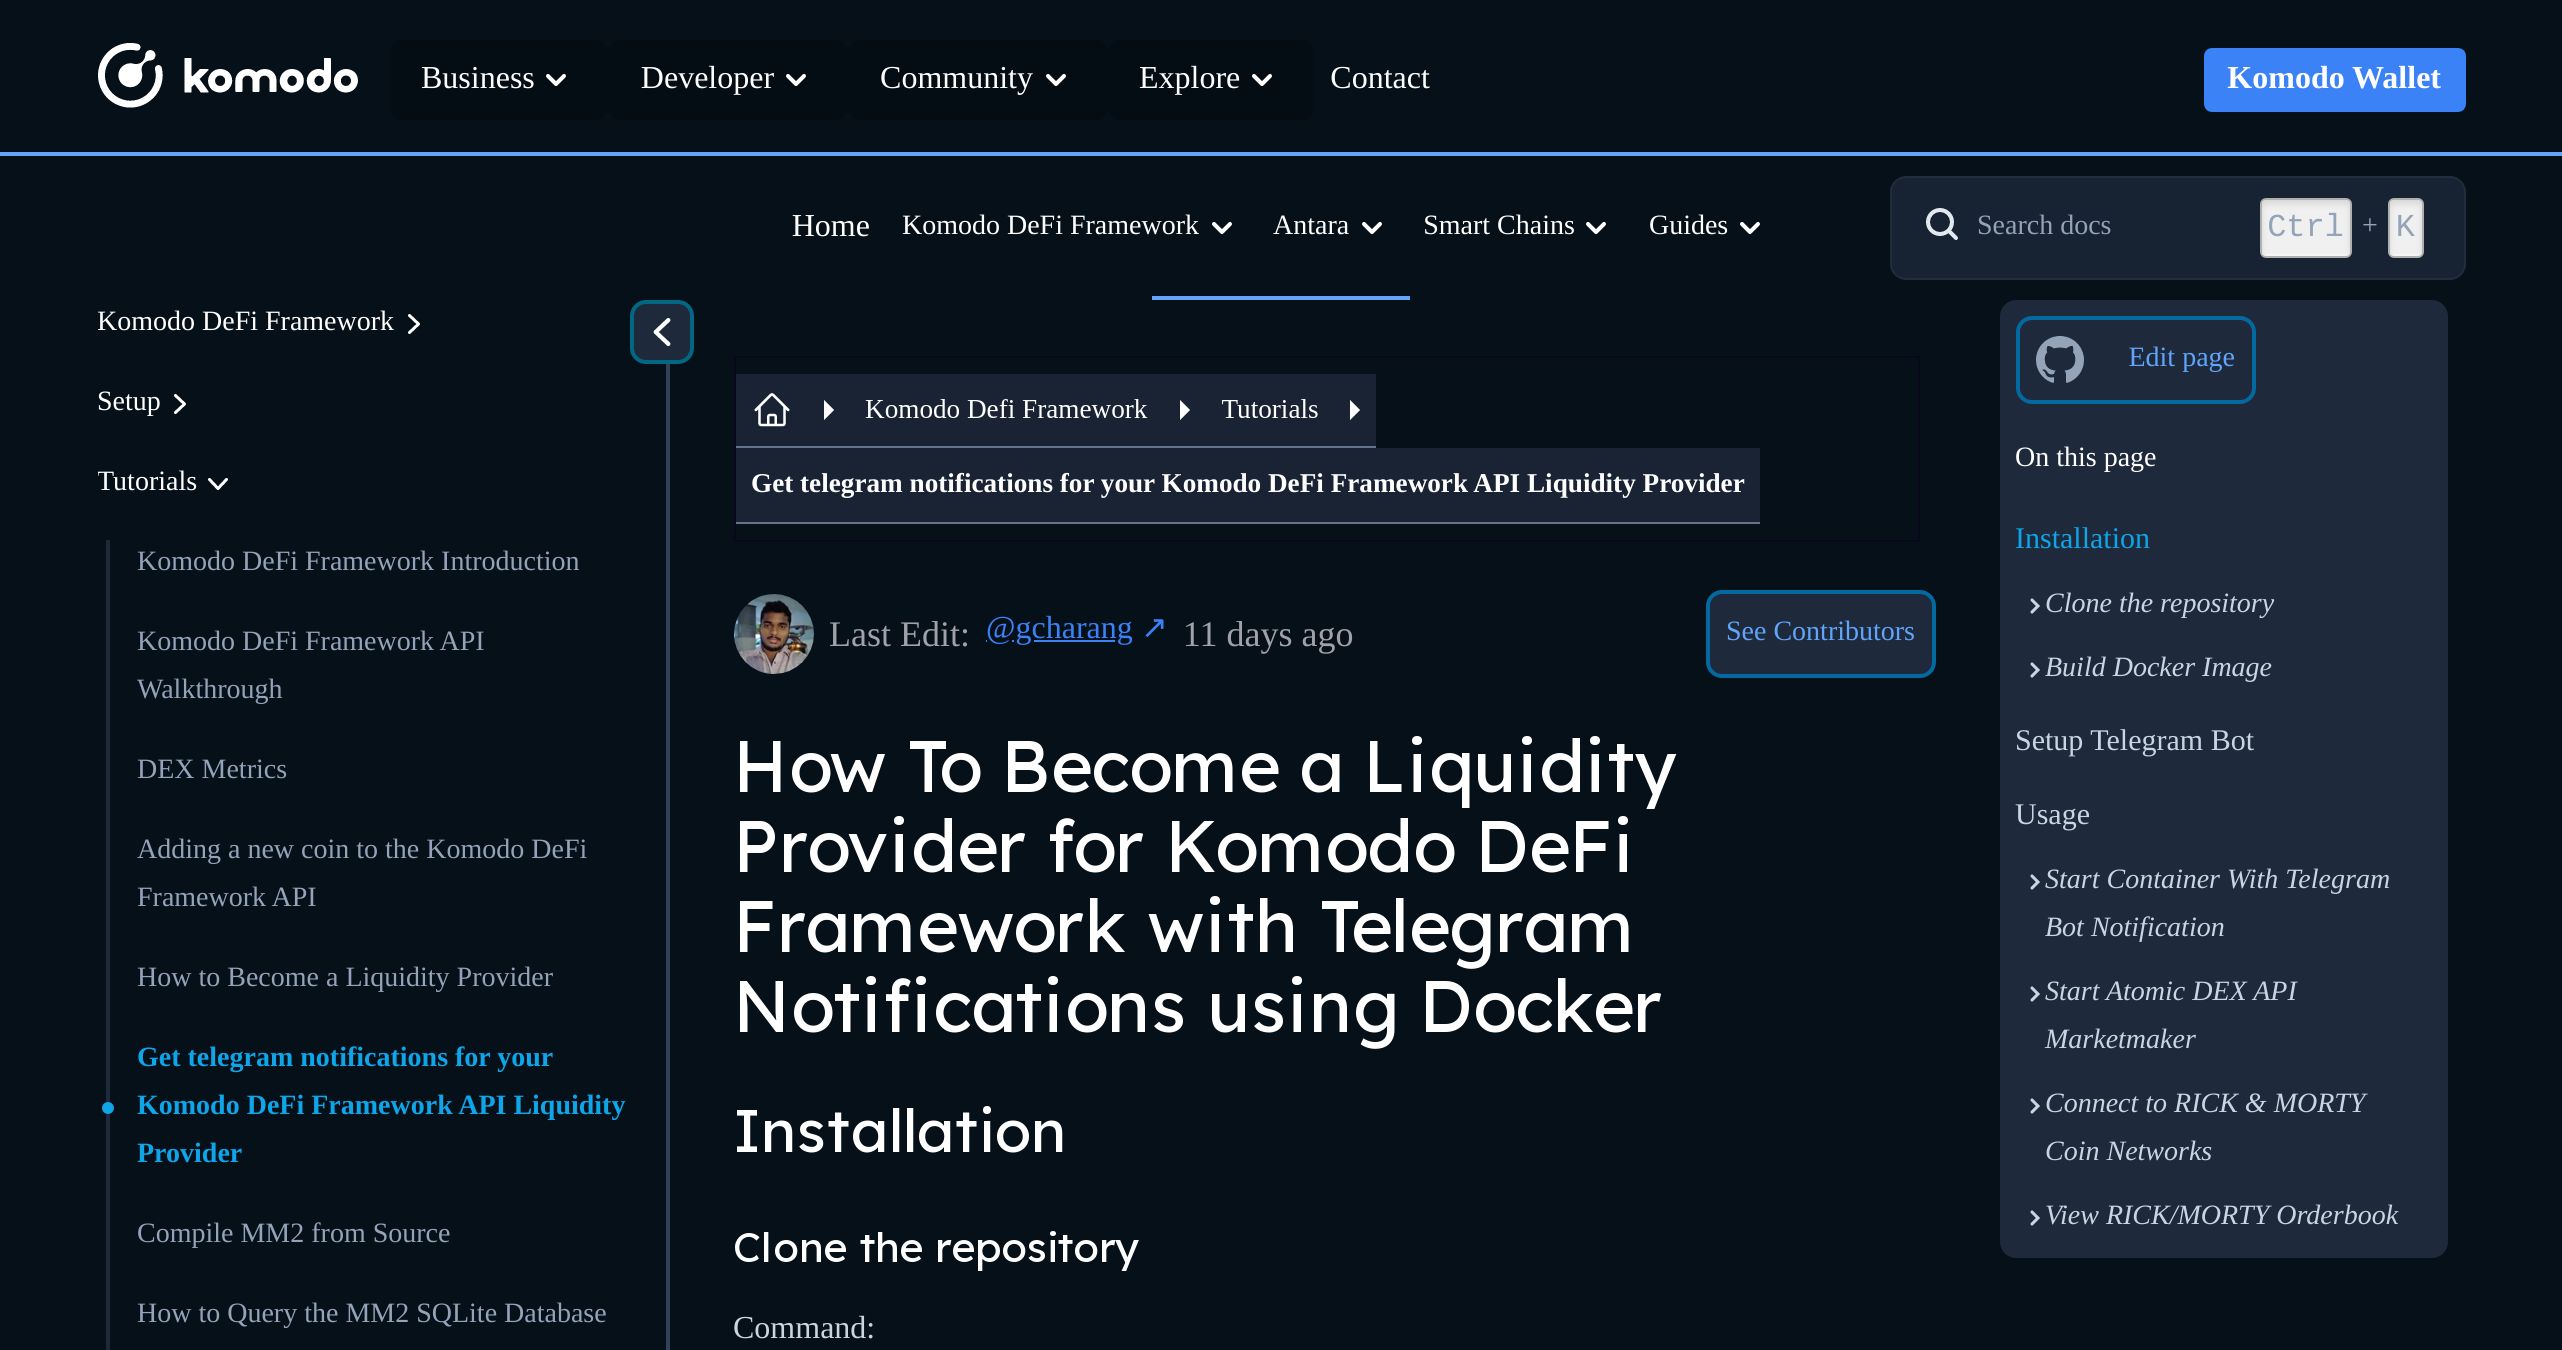 komodo
Business
Developer
Community
Explore
Contact
Komodo Wallet
Home
Komodo DeFi Framework
Antara
Smart Chains
Guides
Search docs
Ctrl + K
Komodo DeFi Framework
Setup
Tutorials
Komodo DeFi Framework Introduction
Komodo DeFi Framework API
Walkthrough
DEX Metrics
Adding a new coin to the Komodo DeFi
Framework API
How to Become a Liquidity Provider
Get telegram notifications for your
Komodo DeFi Framework API Liquidity
Provider
Compile MM2 from Source
How to Query the MM2 SQLite Database
Komodo Defi Framework
Tutorials
Get telegram notifications for your Komodo DeFi Framework API Liquidity Provider
Last Edit: @gcharang ↗ 11 days ago
See Contributors
How To Become a Liquidity
Provider for Komodo DeFi
Framework with Telegram
Notifications using Docker
Installation
Clone the repository
Command:
Edit page
On this page
Installation
Clone the repository
Build Docker Image
Setup Telegram Bot
Usage
Start Container With Telegram
Bot Notification
Start Atomic DEX API
Marketmaker
Connect to RICK & MORTY
Coin Networks
View RICK/MORTY Orderbook